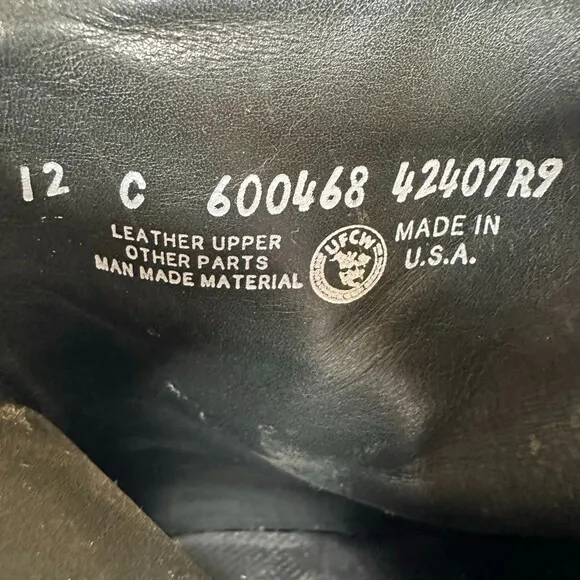 12 C 600468 42407R9
LEATHER UPPER
OTHER PARTS
MAN MADE MATERIAL
UFCW
MADE IN
U.S.A.